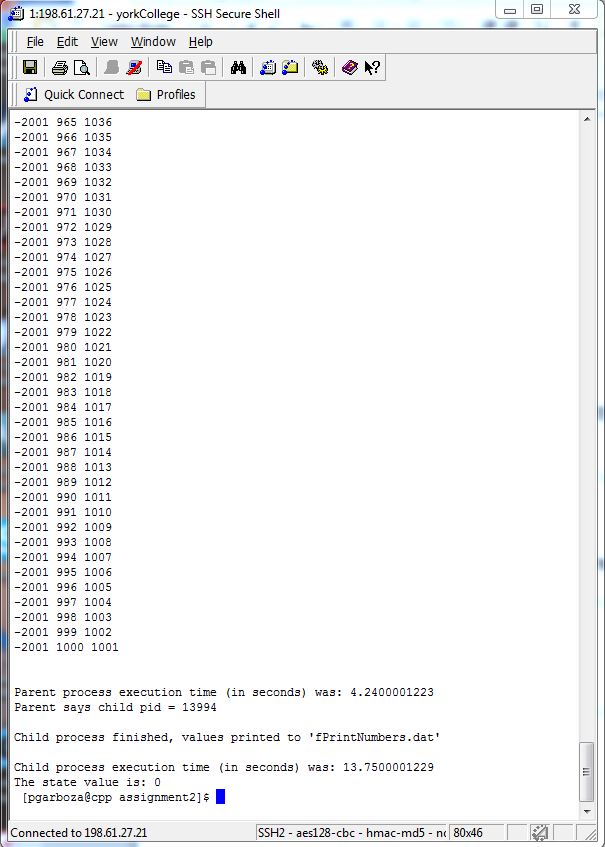 1:198.61.27.21 - yorkCollege - SSH Secure Shell
File Edit View Window Help
Quick Connect Profiles
-2001 965 1036
-2001 966 1035
-2001 967 1034
-2001 968 1033
-2001 969 1032
-2001 970 1031
-2001 971 1030
-2001 972 1029
-2001 973 1028
-2001 974 1027
-2001 975 1026
-2001 976 1025
-2001 977 1024
-2001 978 1023
-2001 979 1022
-2001 980 1021
-2001 981 1020
-2001 982 1019
-2001 983 1018
-2001 984 1017
-2001 985 1016
-2001 986 1015
-2001 987 1014
-2001 988 1013
-2001 989 1012
-2001 990 1011
-2001 991 1010
-2001 992 1009
-2001 993 1008
-2001 994 1007
-2001 995 1006
-2001 996 1005
-2001 997 1004
-2001 998 1003
-2001 999 1002
-2001 1000 1001
Parent process execution time (in seconds) was: 4.2400001223
Parent says child pid = 13994
Child process finished, values printed to 'fPrintNumbers.dat'
Child process execution time (in seconds) was: 13.7500001229
The state value is: 0
[pgarboza@cpp assignment2]$
Connected to 198.61.27.21 SSH2 - aes128-cbc - hmac-md5 - nc 80x46